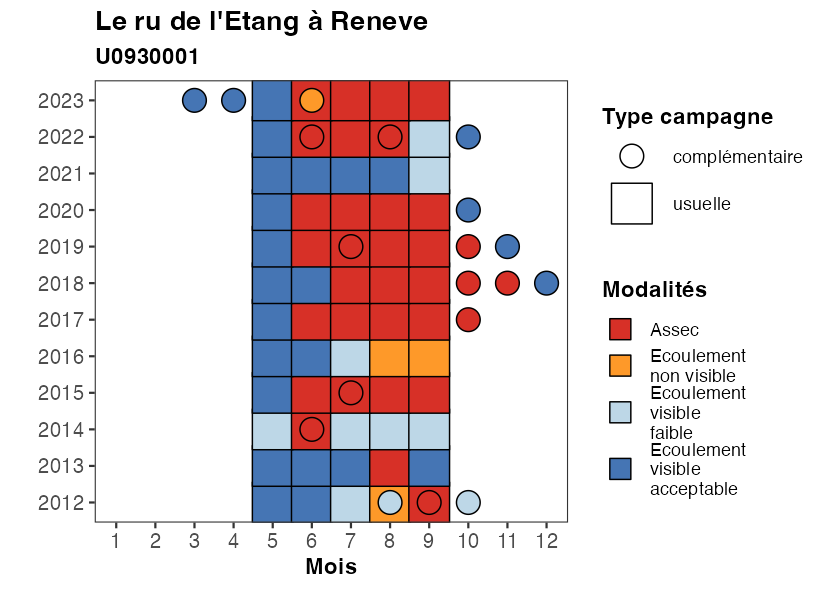 Le ru de l'Etang à Reneve
U0930001
2023
2022
2021
2020
2019
2018
2017
2016
2015
2014
2013
2012
1 2 3 4 5 6 7 8 9 10 11 12
Mois
Type campagne
complémentaire
usuelle
Modalités
Assec
Ecoulement
non visible
Ecoulement
visible
faible
Ecoulement
visible
acceptable